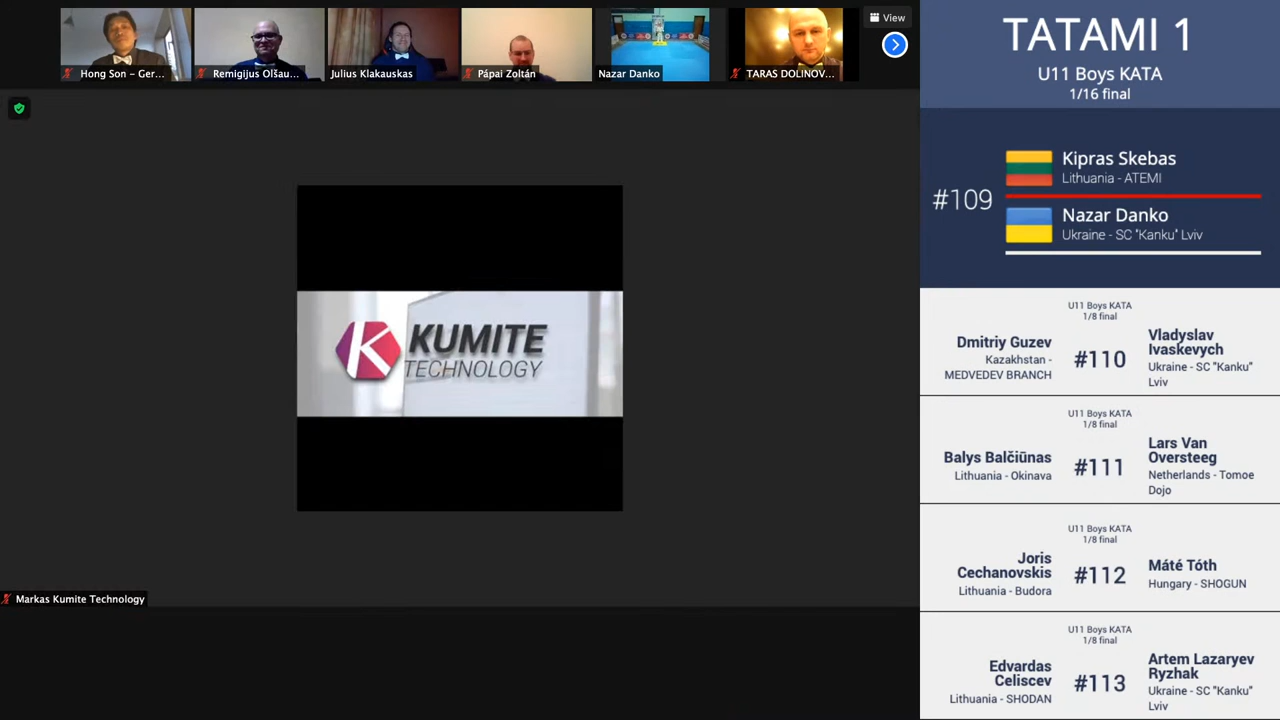 Hong Son – Ger...
Remigijus Olšau...
Julius Klakauskas
Pápai Zoltán
Nazar Danko
TARAS DOLINOV...
View
KUMITE
TECHNOLOGY
Markas Kumite Technology
TATAMI 1
U11 Boys KATA
1/16 final
#109
Kipras Skebas
Lithuania - ATEMI
Nazar Danko
Ukraine - SC "Kanku" Lviv
U11 Boys KATA
1/8 final
Dmitriy Guzev
Kazakhstan -
MEDVEDEV BRANCH
#110
Vladyslav
Ivaskevych
Ukraine - SC "Kanku"
Lviv
U11 Boys KATA
1/8 final
Balys Balčiūnas
Lithuania - Okinava
#111
Lars Van
Oversteeg
Netherlands - Tomoe
Dojo
U11 Boys KATA
1/8 final
Joris
Cechanovskis
Lithuania - Budora
#112
Máté Tóth
Hungary - SHOGUN
U11 Boys KATA
1/8 final
Edvardas
Celiscev
Lithuania - SHODAN
#113
Artem Lazaryev
Ryzhak
Ukraine - SC "Kanku"
Lviv